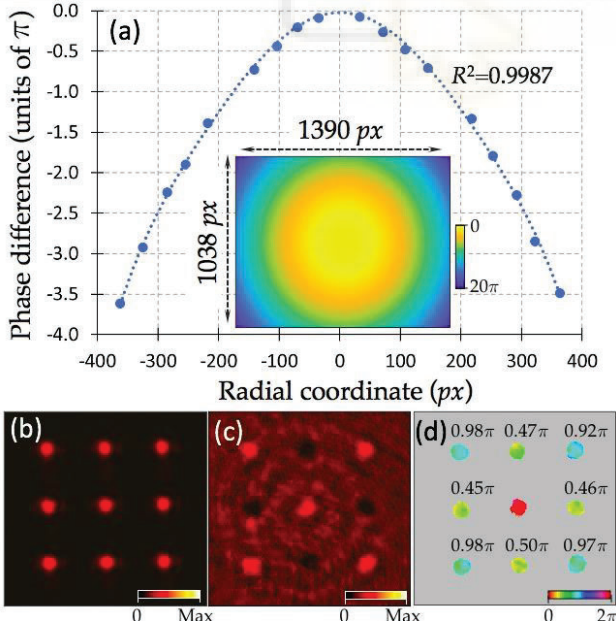 (a)
Phase difference (units of π)
0.0
-0.5
-1.0
-1.5
-2.0
-2.5
-3.0
-3.5
-4.0
R²=0.9987
1390 px
1038 px
0
20π
-400 -300 -200 -100 0 100 200 300 400
Radial coordinate (px)
(b)
0 Max
(c)
0 Max
(d)
0.98π 0.47π 0.92π
0.45π 0.46π
0.98π 0.50π 0.97π
0 2π